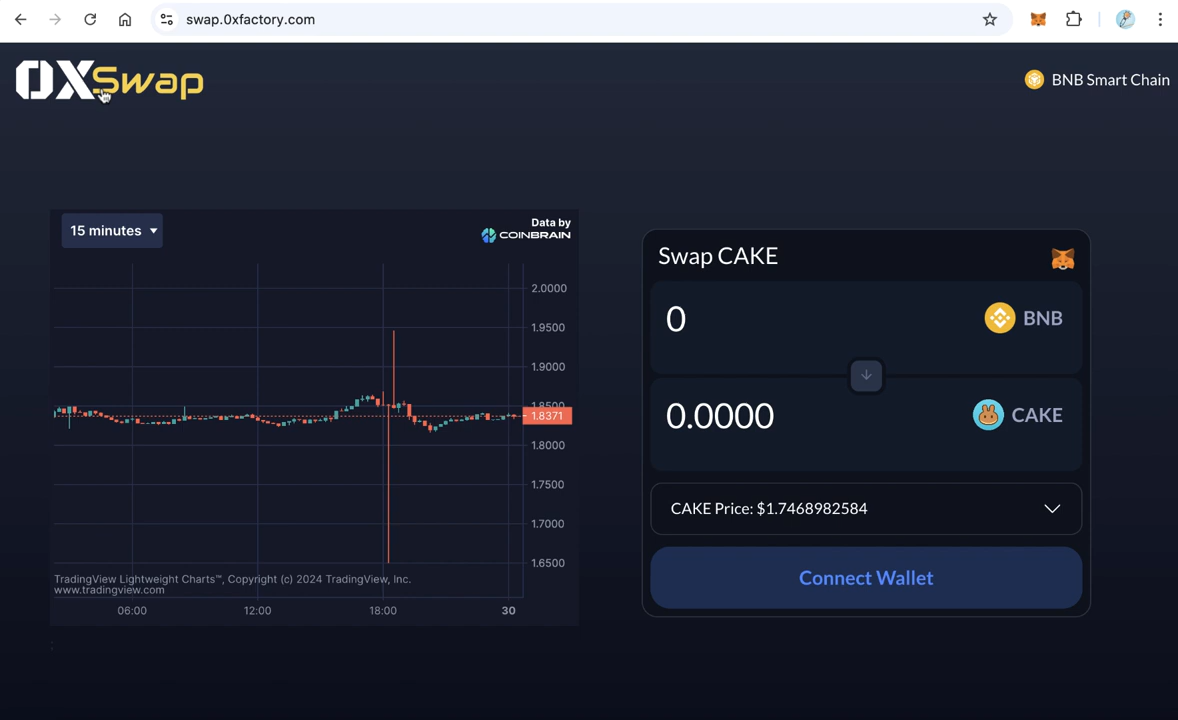 swap.0xfactory.com
0XSwap
BNB Smart Chain
15 minutes
Data by
COINBRAIN
2.0000
1.9500
1.9000
1.8500
1.8371
1.8000
1.7500
1.7000
1.6500
TradingView Lightweight Charts™, Copyright (c) 2024 TradingView, Inc.
www.tradingview.com
06:00
12:00
18:00
30
Swap CAKE
0
BNB
0.0000
CAKE
CAKE Price: $1.7468982584
Connect Wallet